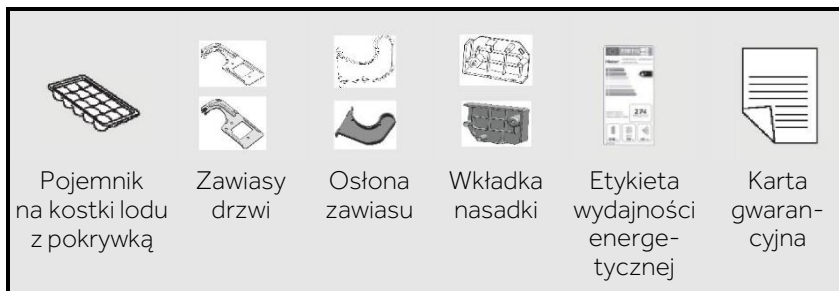 Pojemnik
na kostki lodu
z pokrywką
Zawiasy
drzwi
Osłona
zawiasu
Wkładka
nasadki
Etykieta
wydajności
energe-
tycznej
Karta
gwaran-
cyjna